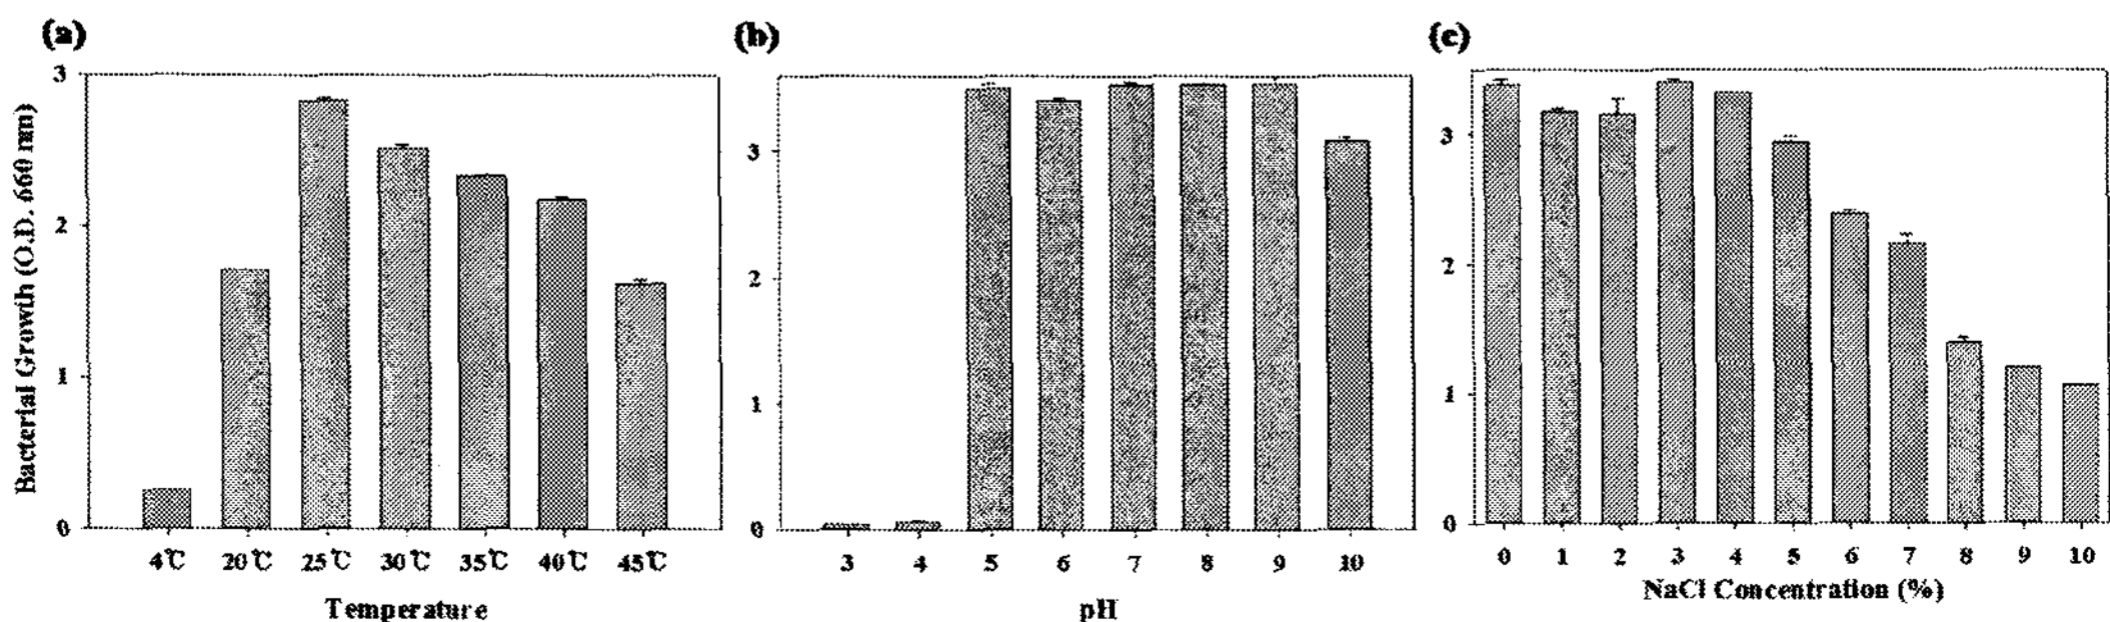 (a)
(b)
(c)
Bacterial Growth (O.D. 660 nm)
3
2
1
0
4℃ 20℃ 25℃ 30℃ 35℃ 40℃ 45℃
Temperature
3
2
1
0
3 4 5 6 7 8 9 10
pH
3
2
1
0
0 1 2 3 4 5 6 7 8 9 10
NaCl Concentration (%)